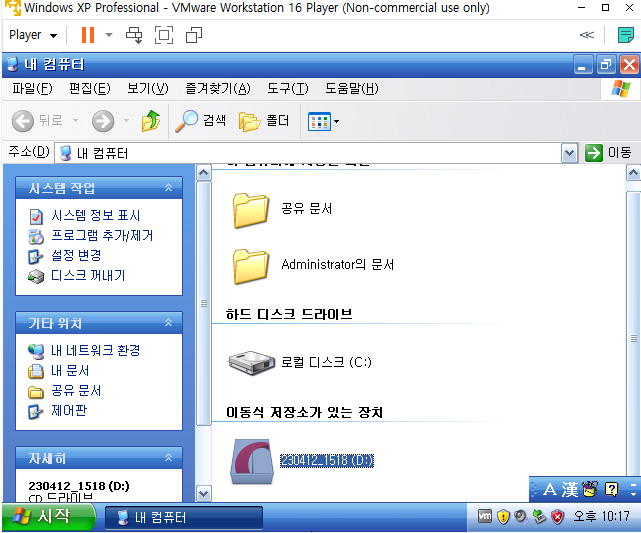 Windows XP Professional - VMware Workstation 16 Player (Non-commercial use only)
Player
내 컴퓨터
파일(F) 편집(E) 보기(V) 즐겨찾기(A) 도구(T) 도움말(H)
뒤로 검색 폴더
주소(D) 내 컴퓨터 이동
시스템 작업
시스템 정보 표시
프로그램 추가/제거
설정 변경
디스크 꺼내기
기타 위치
내 네트워크 환경
내 문서
공유 문서
제어판
자세히
230412_1518 (D:)
CD 드라이브
공유 문서
Administrator의 문서
하드 디스크 드라이브
로컬 디스크 (C:)
이동식 저장소가 있는 장치
230412_1518 (D:)
A 漢
시작 내 컴퓨터 vm 오후 10:17